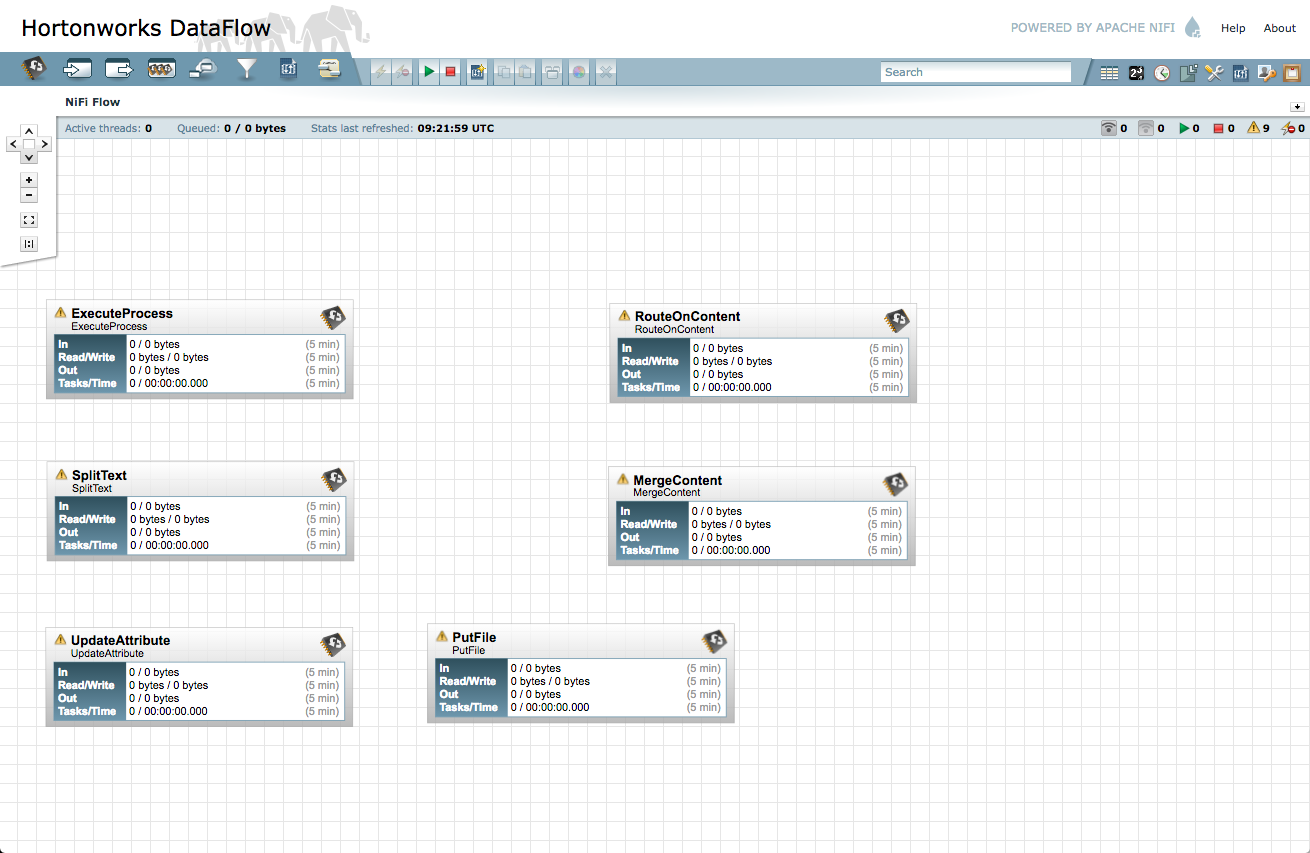 Hortonworks DataFlow
POWERED BY APACHE NIFI
Help
About
Search
NiFi Flow
Active threads: 0
Queued: 0 / 0 bytes
Stats last refreshed: 09:21:59 UTC
0
0
0
0
9
0
ExecuteProcess
ExecuteProcess
In 0 / 0 bytes (5 min)
Read/Write 0 bytes / 0 bytes (5 min)
Out 0 / 0 bytes (5 min)
Tasks/Time 0 / 00:00:00.000 (5 min)
RouteOnContent
RouteOnContent
In 0 / 0 bytes (5 min)
Read/Write 0 bytes / 0 bytes (5 min)
Out 0 / 0 bytes (5 min)
Tasks/Time 0 / 00:00:00.000 (5 min)
SplitText
SplitText
In 0 / 0 bytes (5 min)
Read/Write 0 bytes / 0 bytes (5 min)
Out 0 / 0 bytes (5 min)
Tasks/Time 0 / 00:00:00.000 (5 min)
MergeContent
MergeContent
In 0 / 0 bytes (5 min)
Read/Write 0 bytes / 0 bytes (5 min)
Out 0 / 0 bytes (5 min)
Tasks/Time 0 / 00:00:00.000 (5 min)
UpdateAttribute
UpdateAttribute
In 0 / 0 bytes (5 min)
Read/Write 0 bytes / 0 bytes (5 min)
Out 0 / 0 bytes (5 min)
Tasks/Time 0 / 00:00:00.000 (5 min)
PutFile
PutFile
In 0 / 0 bytes (5 min)
Read/Write 0 bytes / 0 bytes (5 min)
Out 0 / 0 bytes (5 min)
Tasks/Time 0 / 00:00:00.000 (5 min)